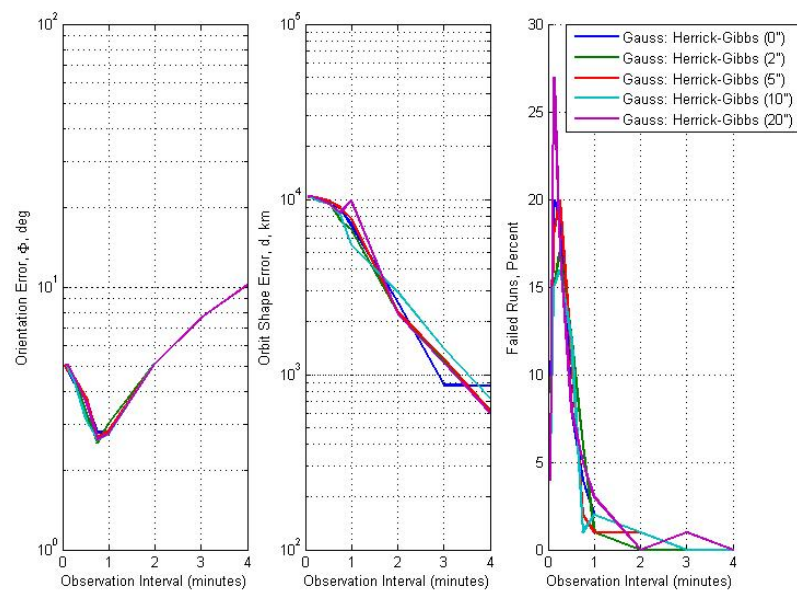 Orientation Error, Φ, deg
10²
10¹
10⁰
0
1
2
3
4
Observation Interval (minutes)
Orbit Shape Error, d, km
10⁵
10⁴
10³
10²
0
1
2
3
4
Observation Interval (minutes)
Failed Runs, Percent
30
25
20
15
10
5
0
0
1
2
3
4
Observation Interval (minutes)
Gauss: Herrick-Gibbs (0")
Gauss: Herrick-Gibbs (2")
Gauss: Herrick-Gibbs (5")
Gauss: Herrick-Gibbs (10")
Gauss: Herrick-Gibbs (20")